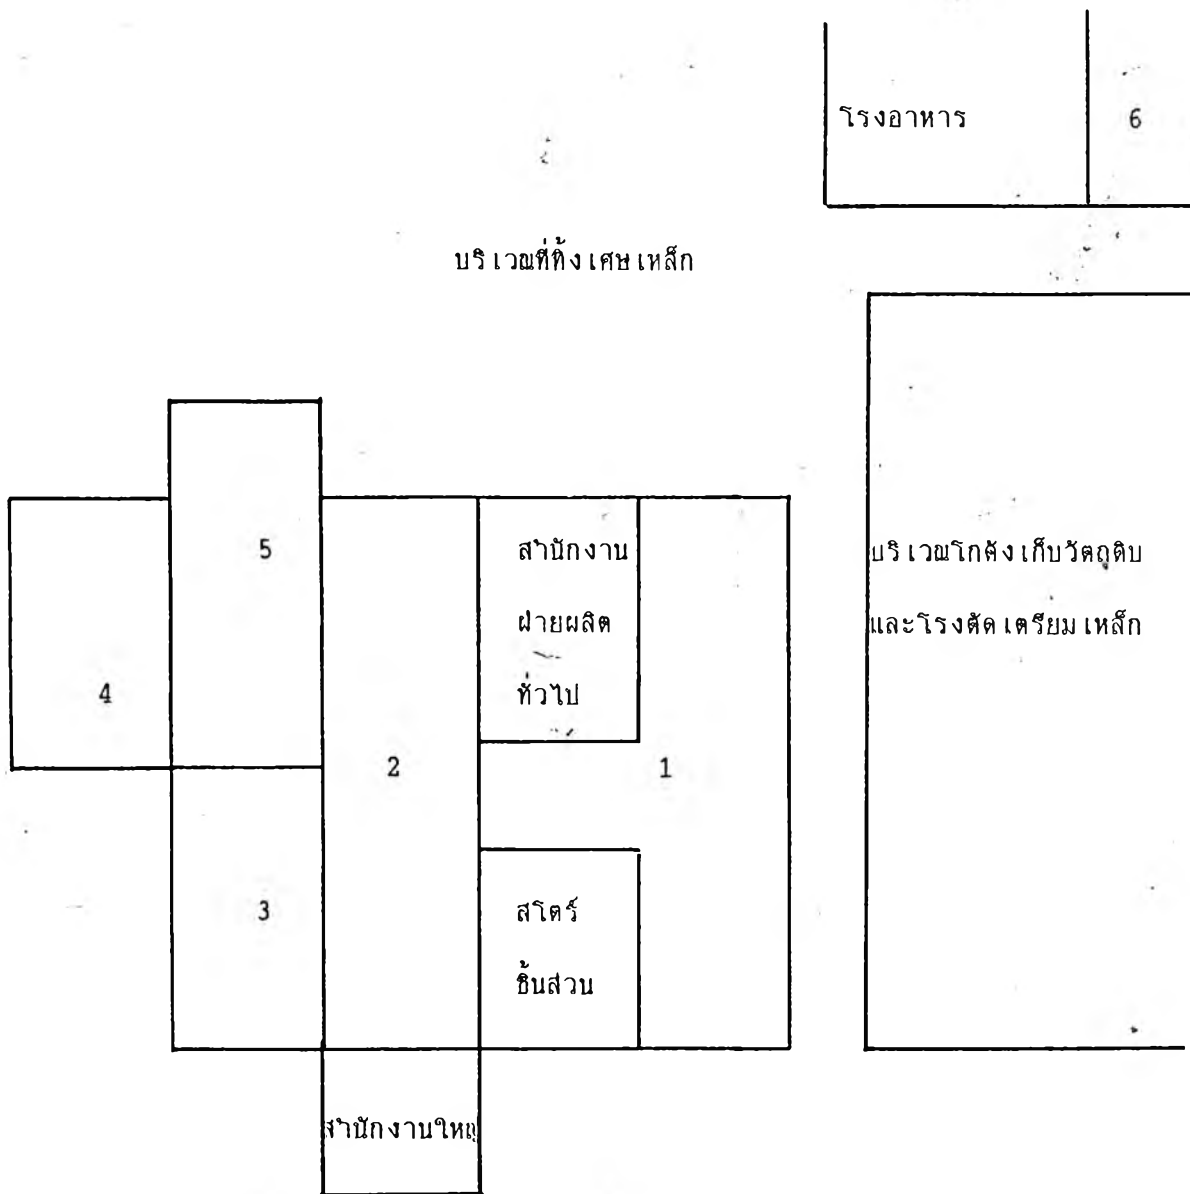 โรงอาหาร
6
บริเวณที่ทิ้งเศษเหล็ก
5
สำนักงาน
ฝ่ายผลิต
ทั่วไป
บริเวณโกดังเก็บวัตถุดิบ
และโรงตัดเตรียมเหล็ก
4
2
1
3
สโตร์
ชิ้นส่วน
สำนักงานใหญ่